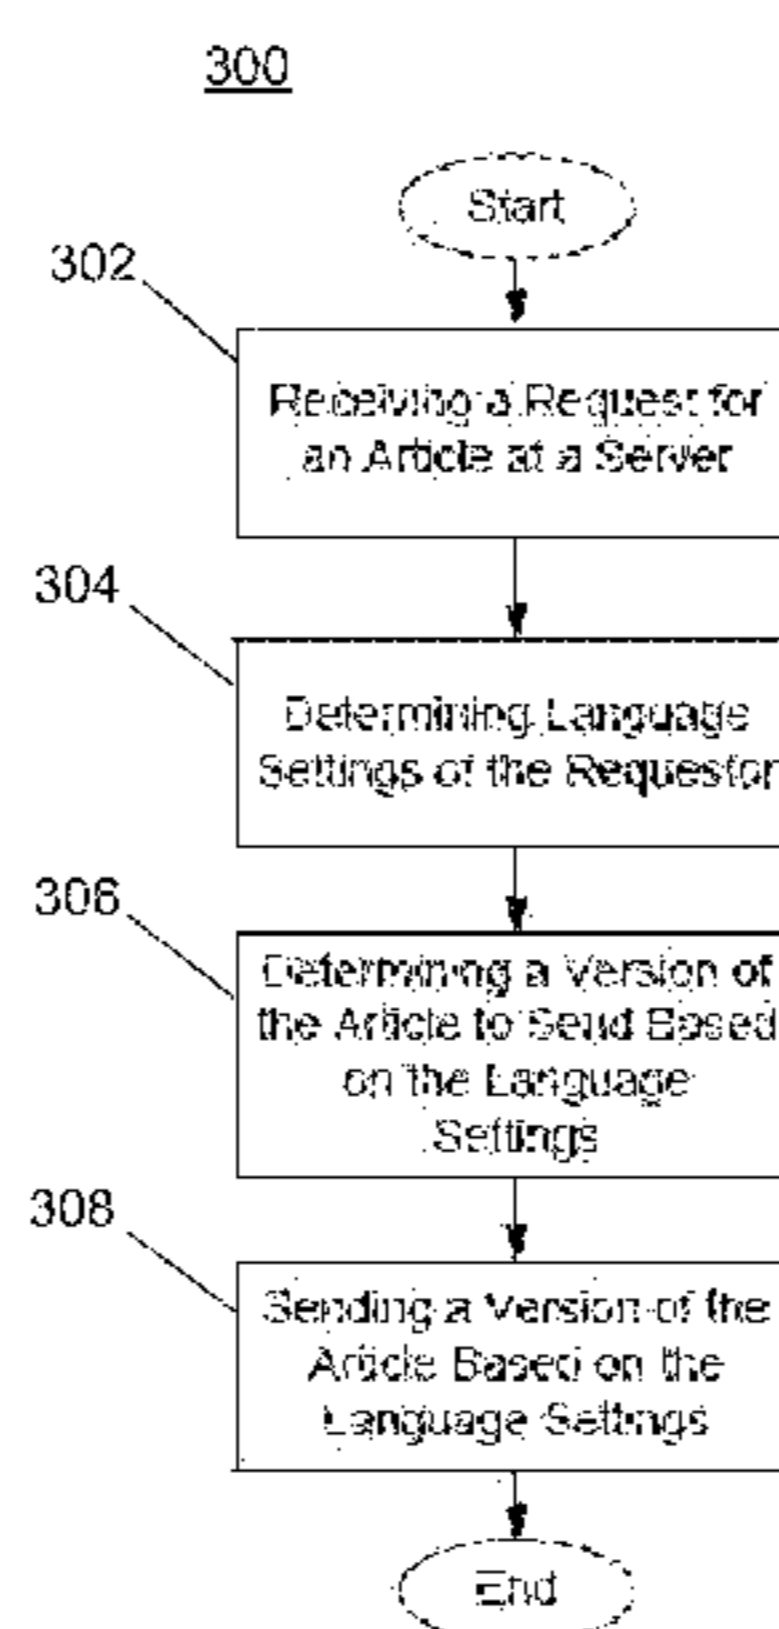 300
Start
302
Receiving a Request for
an Article at a Server
304
Determining Language
Settings of the Requestor
306
Determining a Version of
the Article to Send Based
on the Language
Settings
308
Sending a Version of the
Article Based on the
Language Settings
End